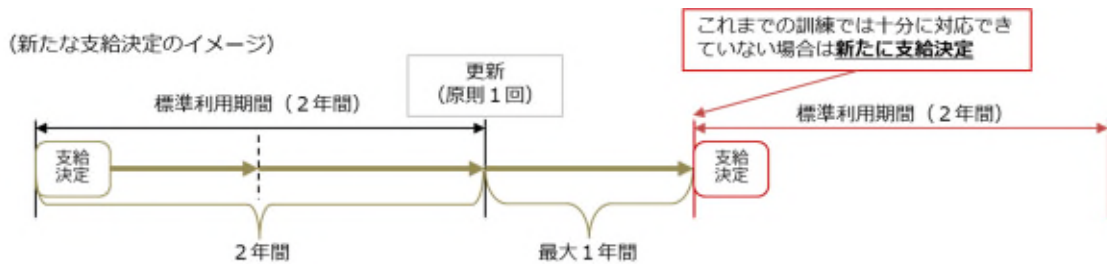 (新たな支給決定のイメージ)
これまでの訓練では十分に対応でき
ていない場合は新たに支給決定
更新
(原則1回)
標準利用期間(2年間)
標準利用期間(2年間)
支給
決定
支給
決定
2年間
最大1年間